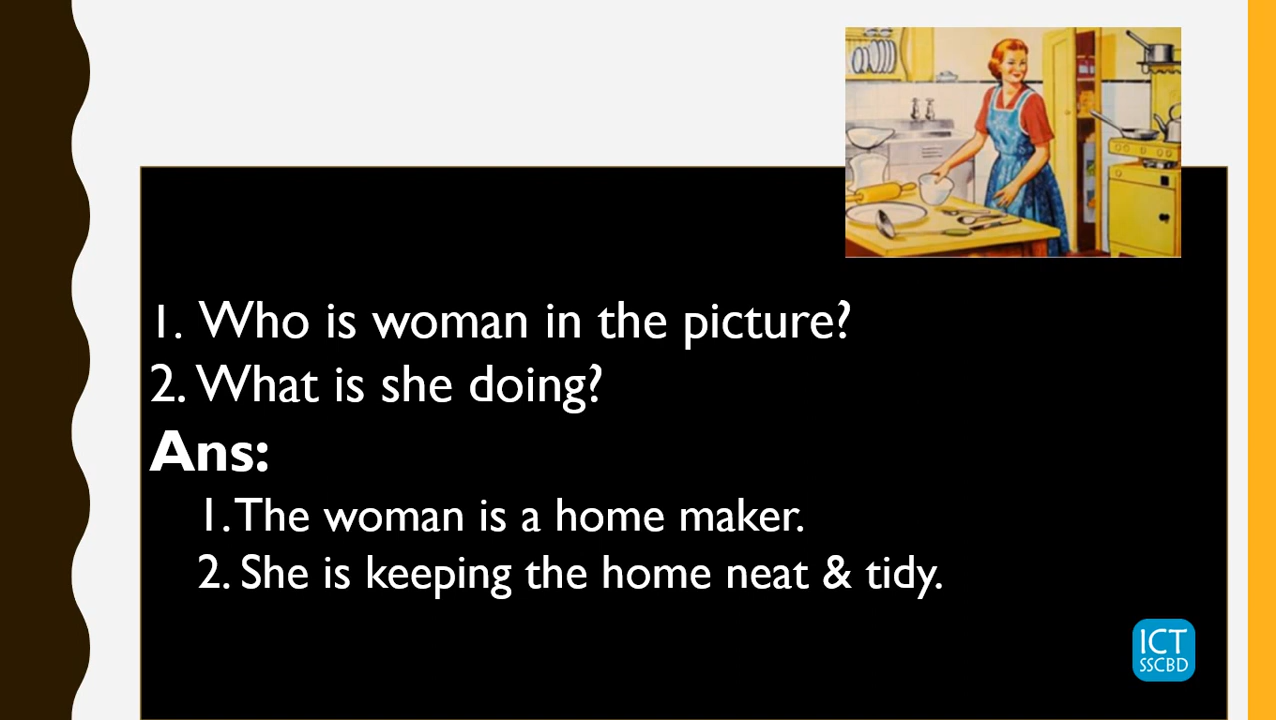 1. Who is woman in the picture?
2. What is she doing?
Ans:
1. The woman is a home maker.
2. She is keeping the home neat & tidy.
ICT
SSCBD